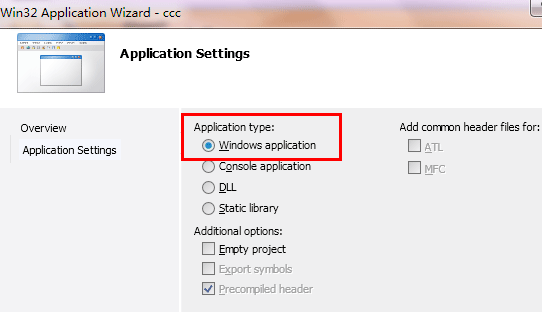 Win32 Application Wizard - ccc
Application Settings
Overview
Application Settings
Application type:
Windows application
Console application
DLL
Static library
Additional options:
Empty project
Export symbols
Precompiled header
Add common header files for:
ATL
MFC